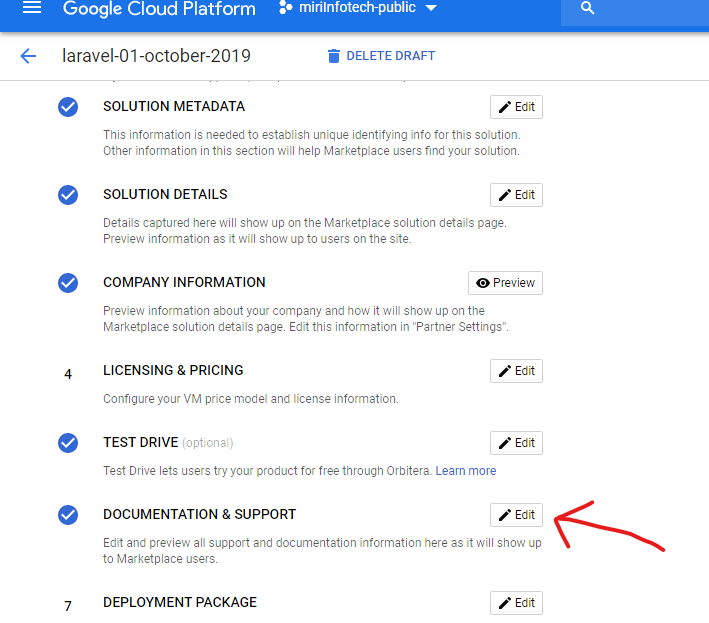 Google Cloud Platform miriinfotech-public
laravel-01-october-2019 DELETE DRAFT
SOLUTION METADATA Edit
This information is needed to establish unique identifying info for this solution.
Other information in this section will help Marketplace users find your solution.
SOLUTION DETAILS Edit
Details captured here will show up on the Marketplace solution details page.
Preview information as it will show up to users on the site.
COMPANY INFORMATION Preview
Preview information about your company and how it will show up on the
Marketplace solution details page. Edit this information in "Partner Settings".
4 LICENSING & PRICING Edit
Configure your VM price model and license information.
TEST DRIVE (optional) Edit
Test Drive lets users try your product for free through Orbitera. Learn more
DOCUMENTATION & SUPPORT Edit
Edit and preview all support and documentation information here as it will show up
to Marketplace users.
7 DEPLOYMENT PACKAGE Edit